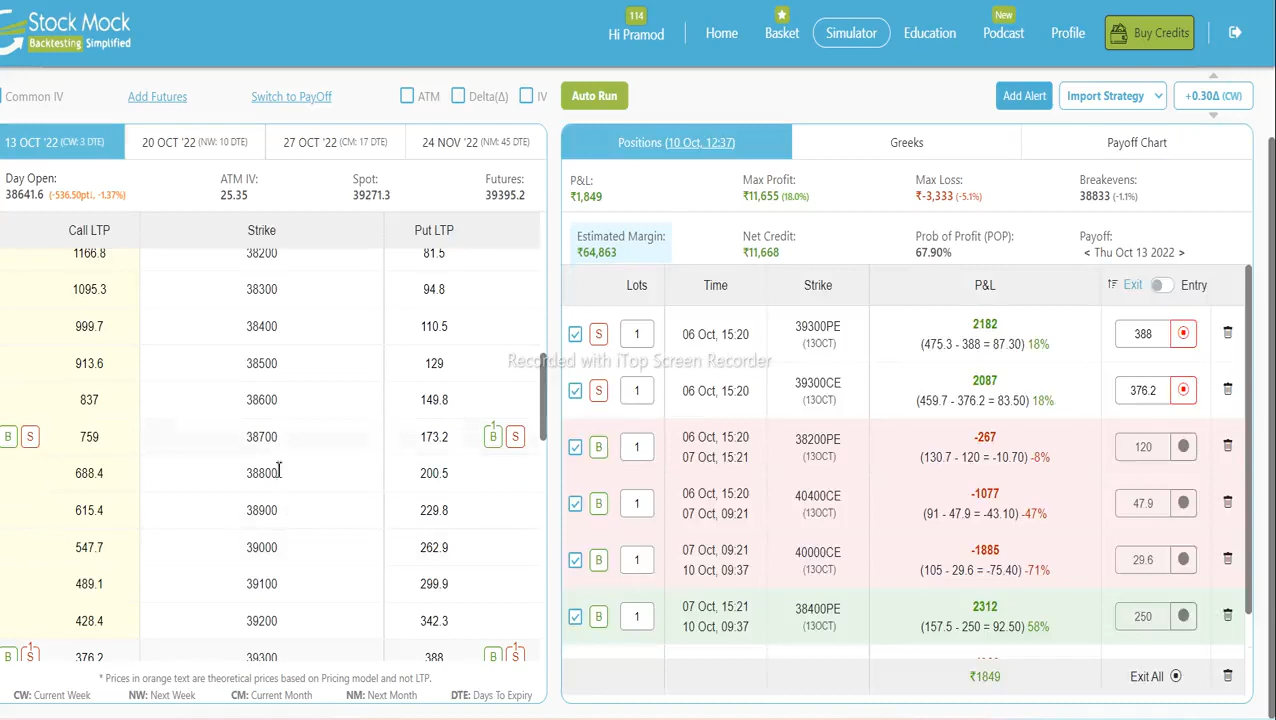 Stock Mock
Backtesting Simplified
114
Hi Pramod
Home
Basket
Simulator
Education
New
Podcast
Profile
Buy Credits
Common IV
Add Futures
Switch to PayOff
ATM
Delta(Δ)
IV
Auto Run
Add Alert
Import Strategy
+0.30Δ (CW)
13 OCT '22 (CW: 3 DTE)
20 OCT '22 (NW: 10 DTE)
27 OCT '22 (CM: 17 DTE)
24 NOV '22 (NM: 45 DTE)
Day Open:
38641.6 (-536.50pti, -1.37%)
ATM IV:
25.35
Spot:
39271.3
Futures:
39395.2
Call LTP Strike Put LTP
1166.8 38200 81.5
1095.3 38300 94.8
999.7 38400 110.5
913.6 38500 129
837 38600 149.8
B S 759 38700 173.2 1 B S
688.4 38800 200.5
615.4 38900 229.8
547.7 39000 262.9
489.1 39100 299.9
428.4 39200 342.3
B 1 S 376.2 39300 388 B 1 S
* Prices in orange text are theoretical prices based on Pricing model and not LTP.
CW: Current Week NW: Next Week CM: Current Month NM: Next Month DTE: Days To Expiry
Positions (10 Oct, 12:37)
Greeks
Payoff Chart
P&L:
₹1,849
Max Profit:
₹11,655 (18.0%)
Max Loss:
₹-3,333 (-5.1%)
Breakevens:
38833 (-1.1%)
Estimated Margin:
₹64,863
Net Credit:
₹11,668
Prob of Profit (POP):
67.90%
Payoff:
< Thu Oct 13 2022 >
Lots Time Strike P&L Exit Entry
S 1 06 Oct, 15:20 39300PE 2182 388
(13OCT) (475.3 - 388 = 87.30) 18%
S 1 06 Oct, 15:20 39300CE 2087 376.2
(13OCT) (459.7 - 376.2 = 83.50) 18%
B 1 06 Oct, 15:20 38200PE -267 120
07 Oct, 15:21 (13OCT) (130.7 - 120 = -10.70) -8%
B 1 06 Oct, 15:20 40400CE -1077 47.9
07 Oct, 09:21 (13OCT) (91 - 47.9 = -43.10) -47%
B 1 07 Oct, 09:21 40000CE -1885 29.6
10 Oct, 09:37 (13OCT) (105 - 29.6 = -75.40) -71%
B 1 07 Oct, 15:21 38400PE 2312 250
10 Oct, 09:37 (13OCT) (157.5 - 250 = 92.50) 58%
₹1849 Exit All
Recorded with iTop Screen Recorder